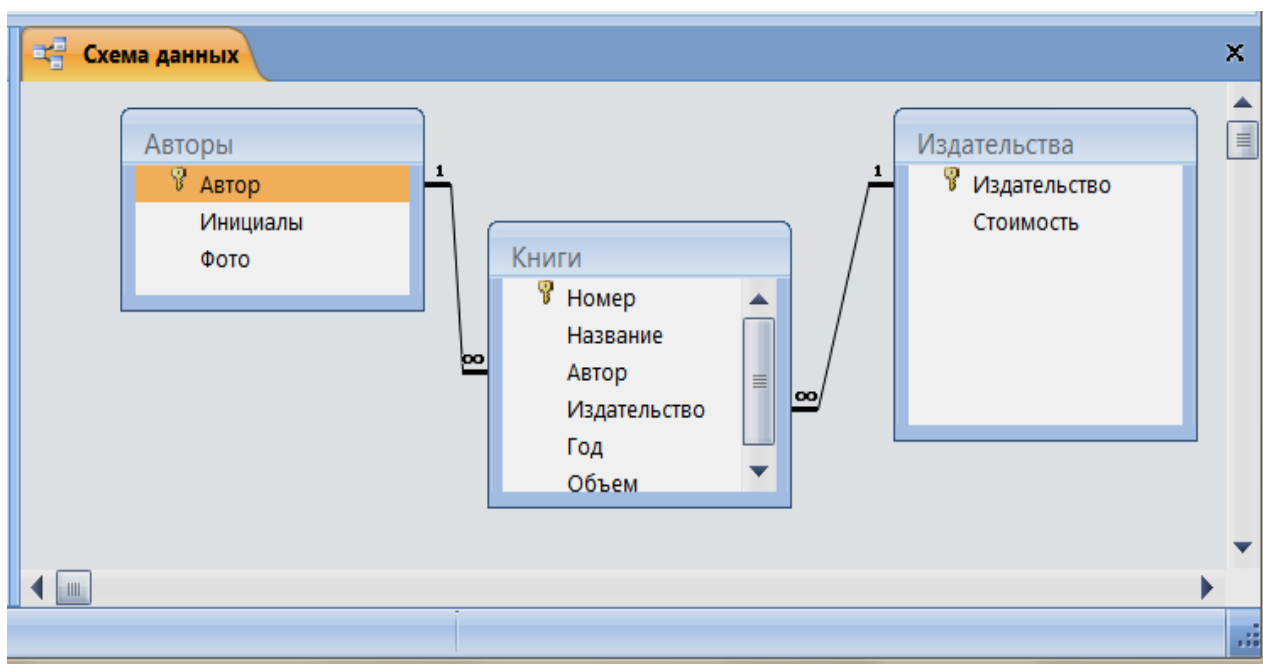 Схема данных
Авторы
Автор
Инициалы
Фото
1
∞
Книги
Номер
Название
Автор
Издательство
Год
Объем
∞
1
Издательства
Издательство
Стоимость